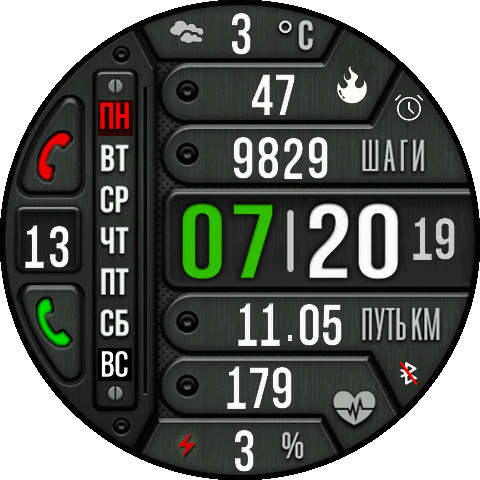 3 °C
47
9829 ШАГИ
07|20 19
11.05 ПУТЬ КМ
179
3 %
13
ПН
ВТ
СР
ЧТ
ПТ
СБ
ВС